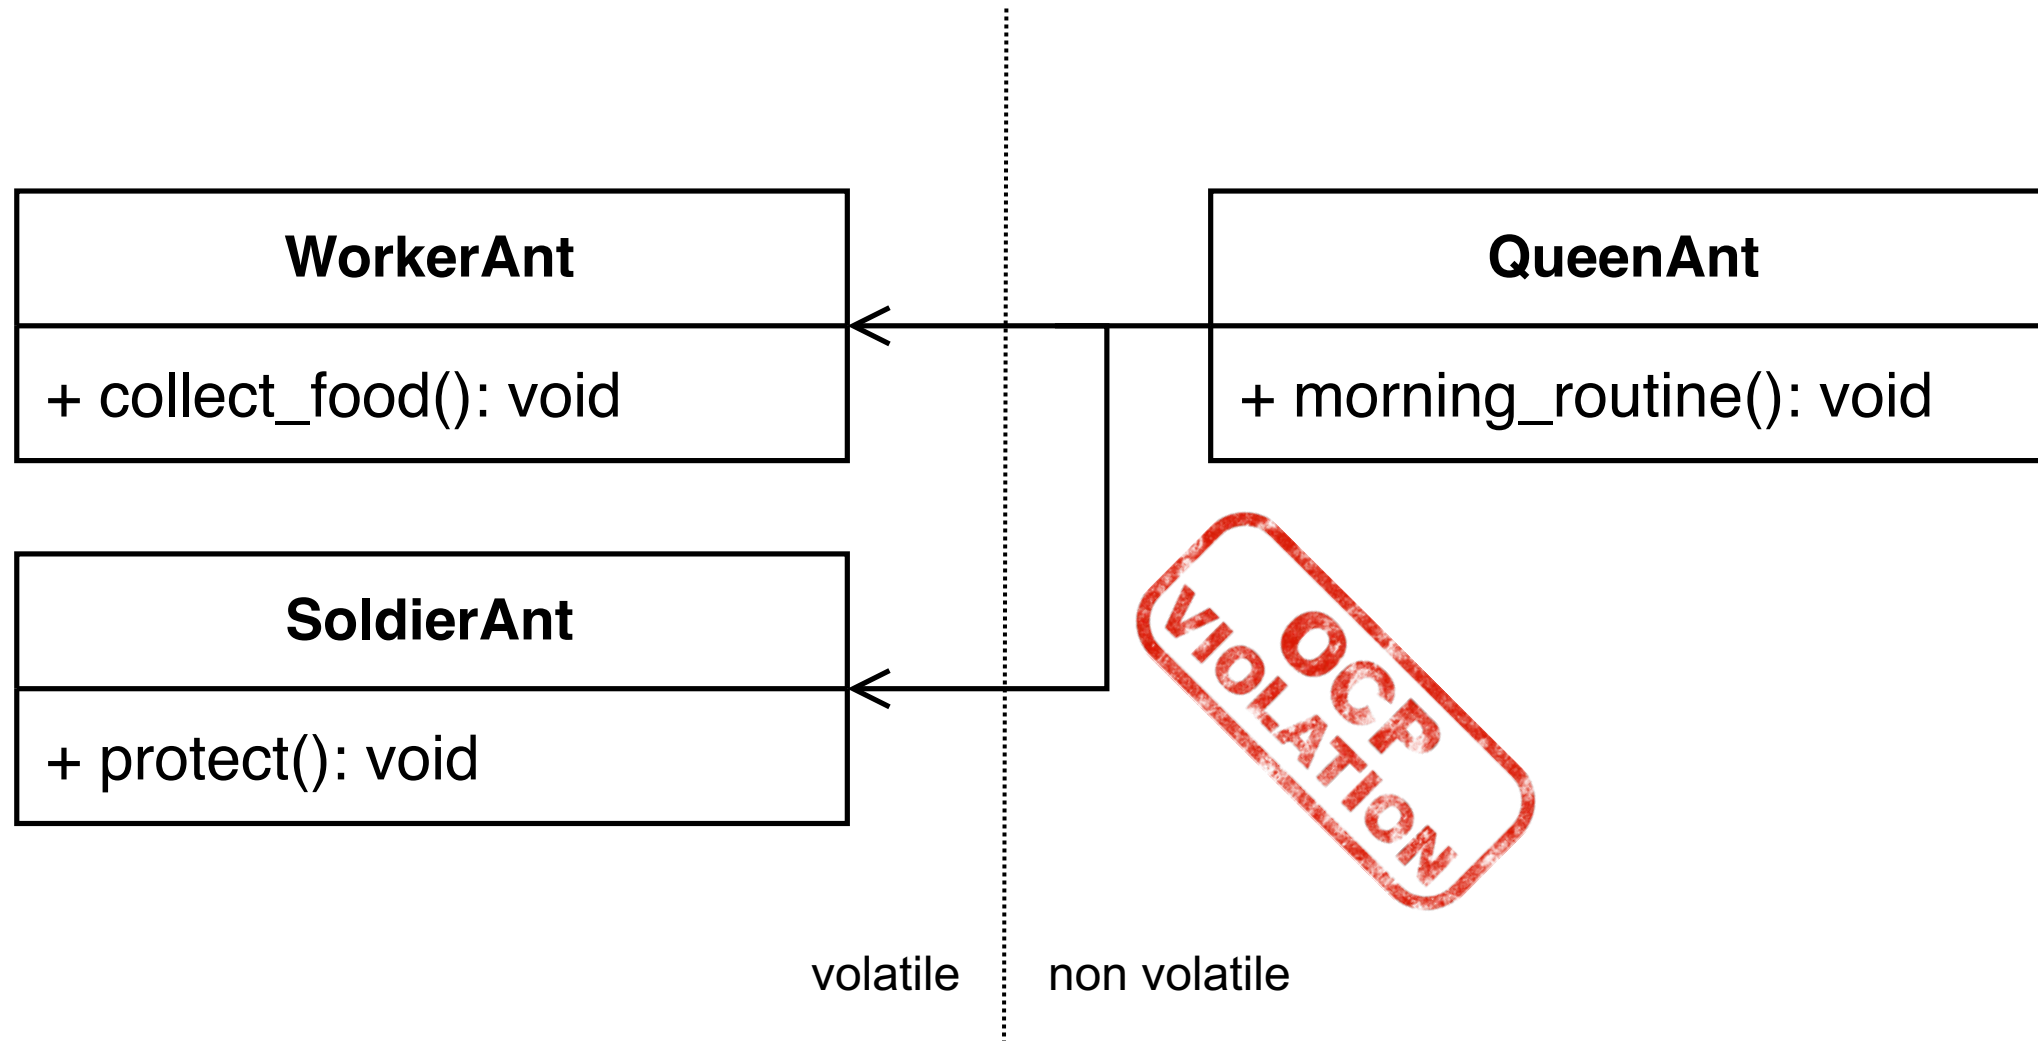 WorkerAnt
+ collect_food(): void
QueenAnt
+ morning_routine(): void
SoldierAnt
+ protect(): void
OCP
VIOLATION
volatile
non volatile